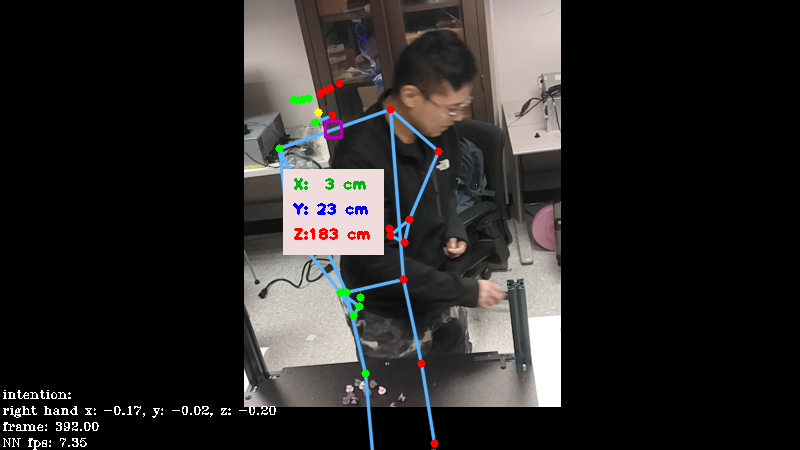 X: 3 cm
Y: 23 cm
Z:183 cm
intention:
right hand x: -0.17, y: -0.02, z: -0.20
frame: 392.00
NN fps: 7.35